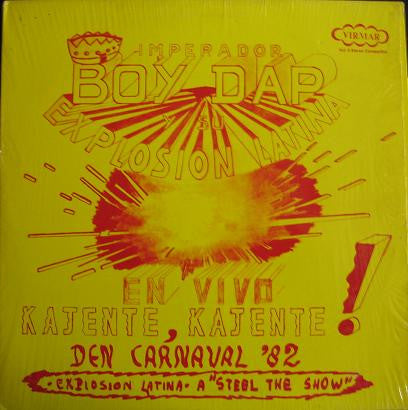 IMPERADOR
VIRMAR
BOY DAP
Y SU
EXPLOSION LATINA
EN VIVO
KAJENTE, KAJENTE!
DEN CARNAVAL '82
- EXPLOSION LATINA - A "STEEL THE SHOW"